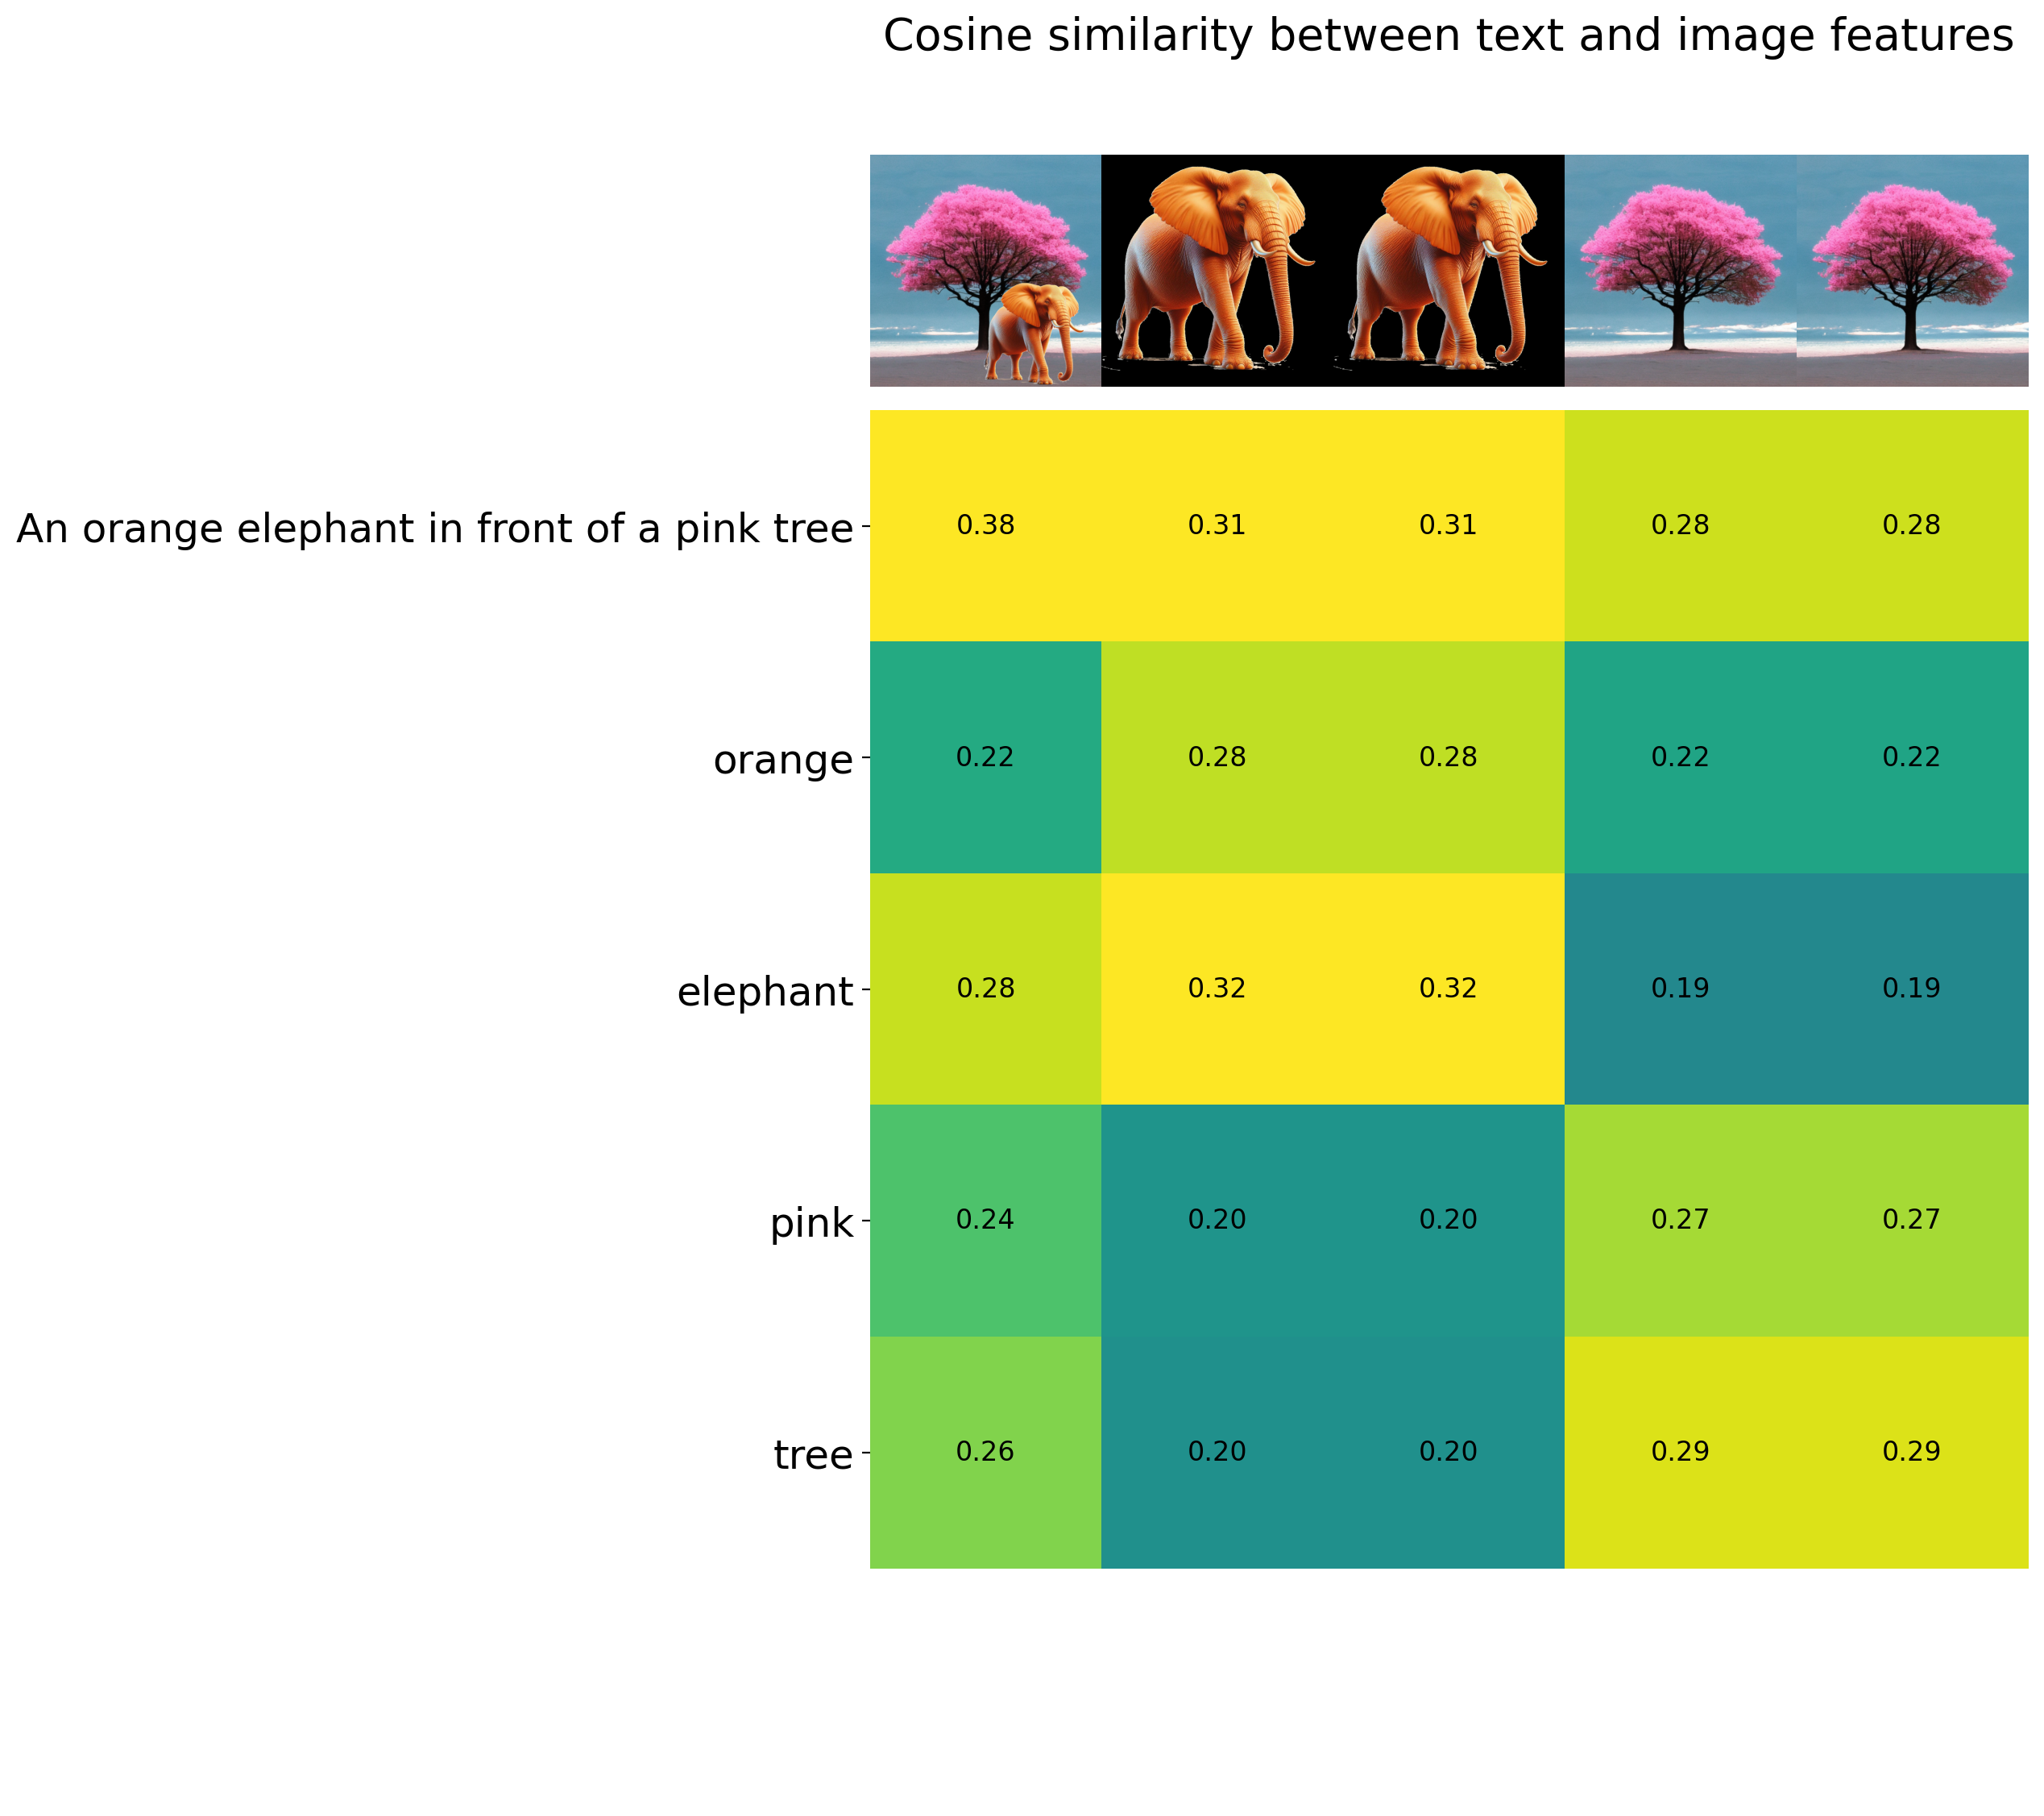 Cosine similarity between text and image features
An orange elephant in front of a pink tree
0.38 0.31 0.31 0.28 0.28
orange
0.22 0.28 0.28 0.22 0.22
elephant
0.28 0.32 0.32 0.19 0.19
pink
0.24 0.20 0.20 0.27 0.27
tree
0.26 0.20 0.20 0.29 0.29